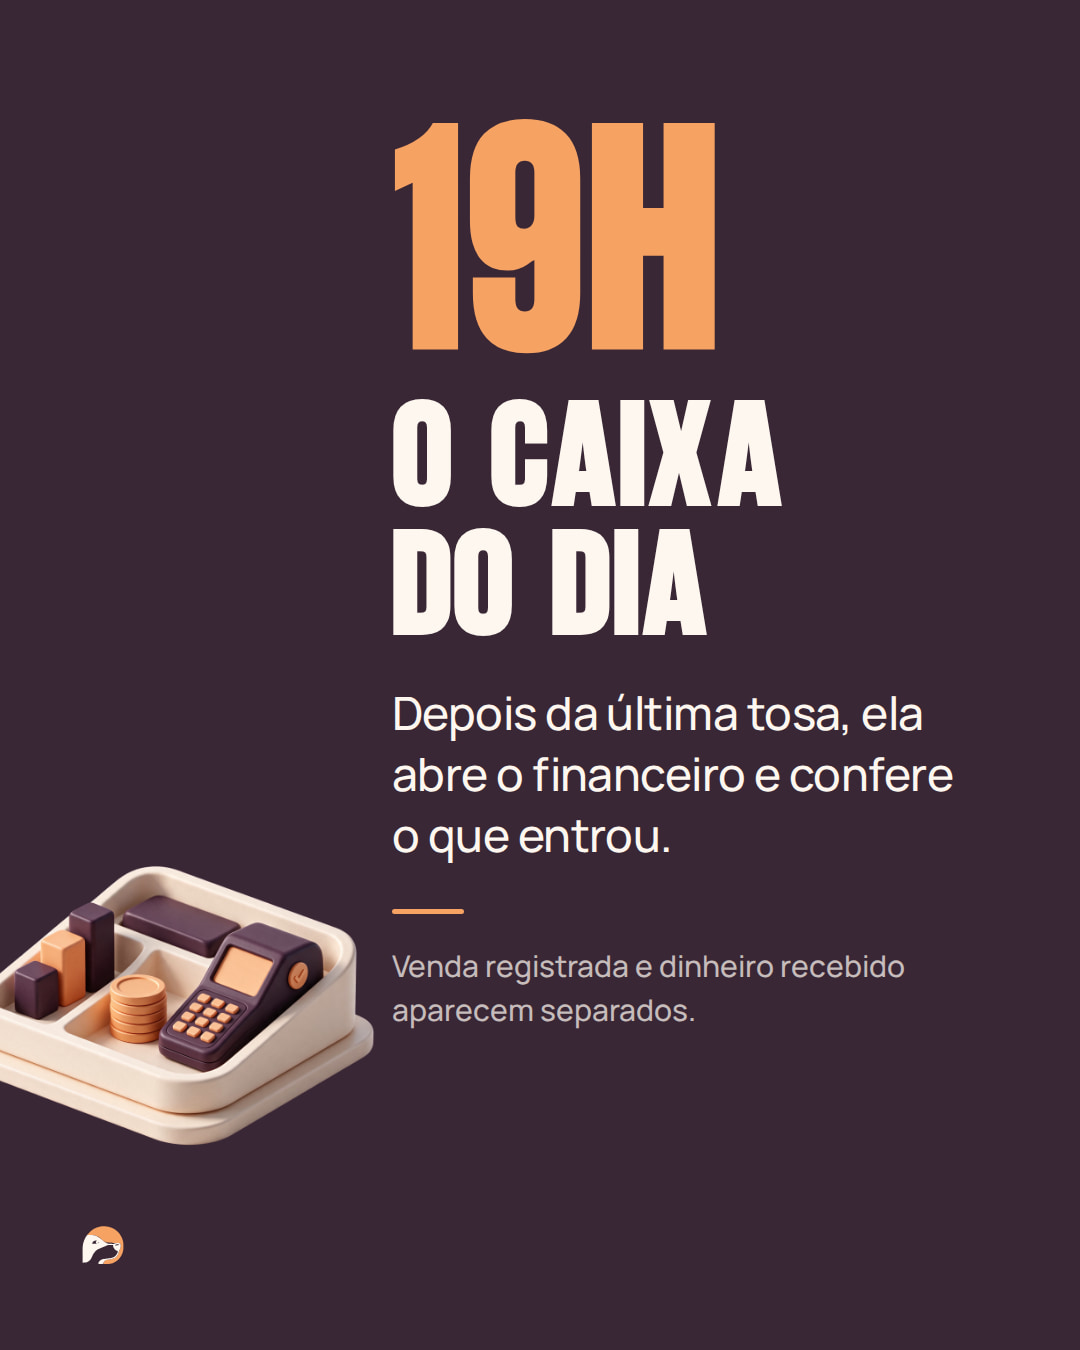 19H
O CAIXA
DO DIA
Depois da última tosa, ela
abre o financeiro e confere
o que entrou.
Venda registrada e dinheiro recebido
aparecem separados.